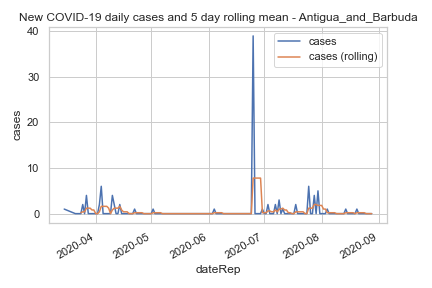 New COVID-19 daily cases and 5 day rolling mean - Antigua_and_Barbuda
cases
cases (rolling)
cases
40
30
20
10
0
2020-04
2020-05
2020-06
2020-07
2020-08
2020-09
dateRep